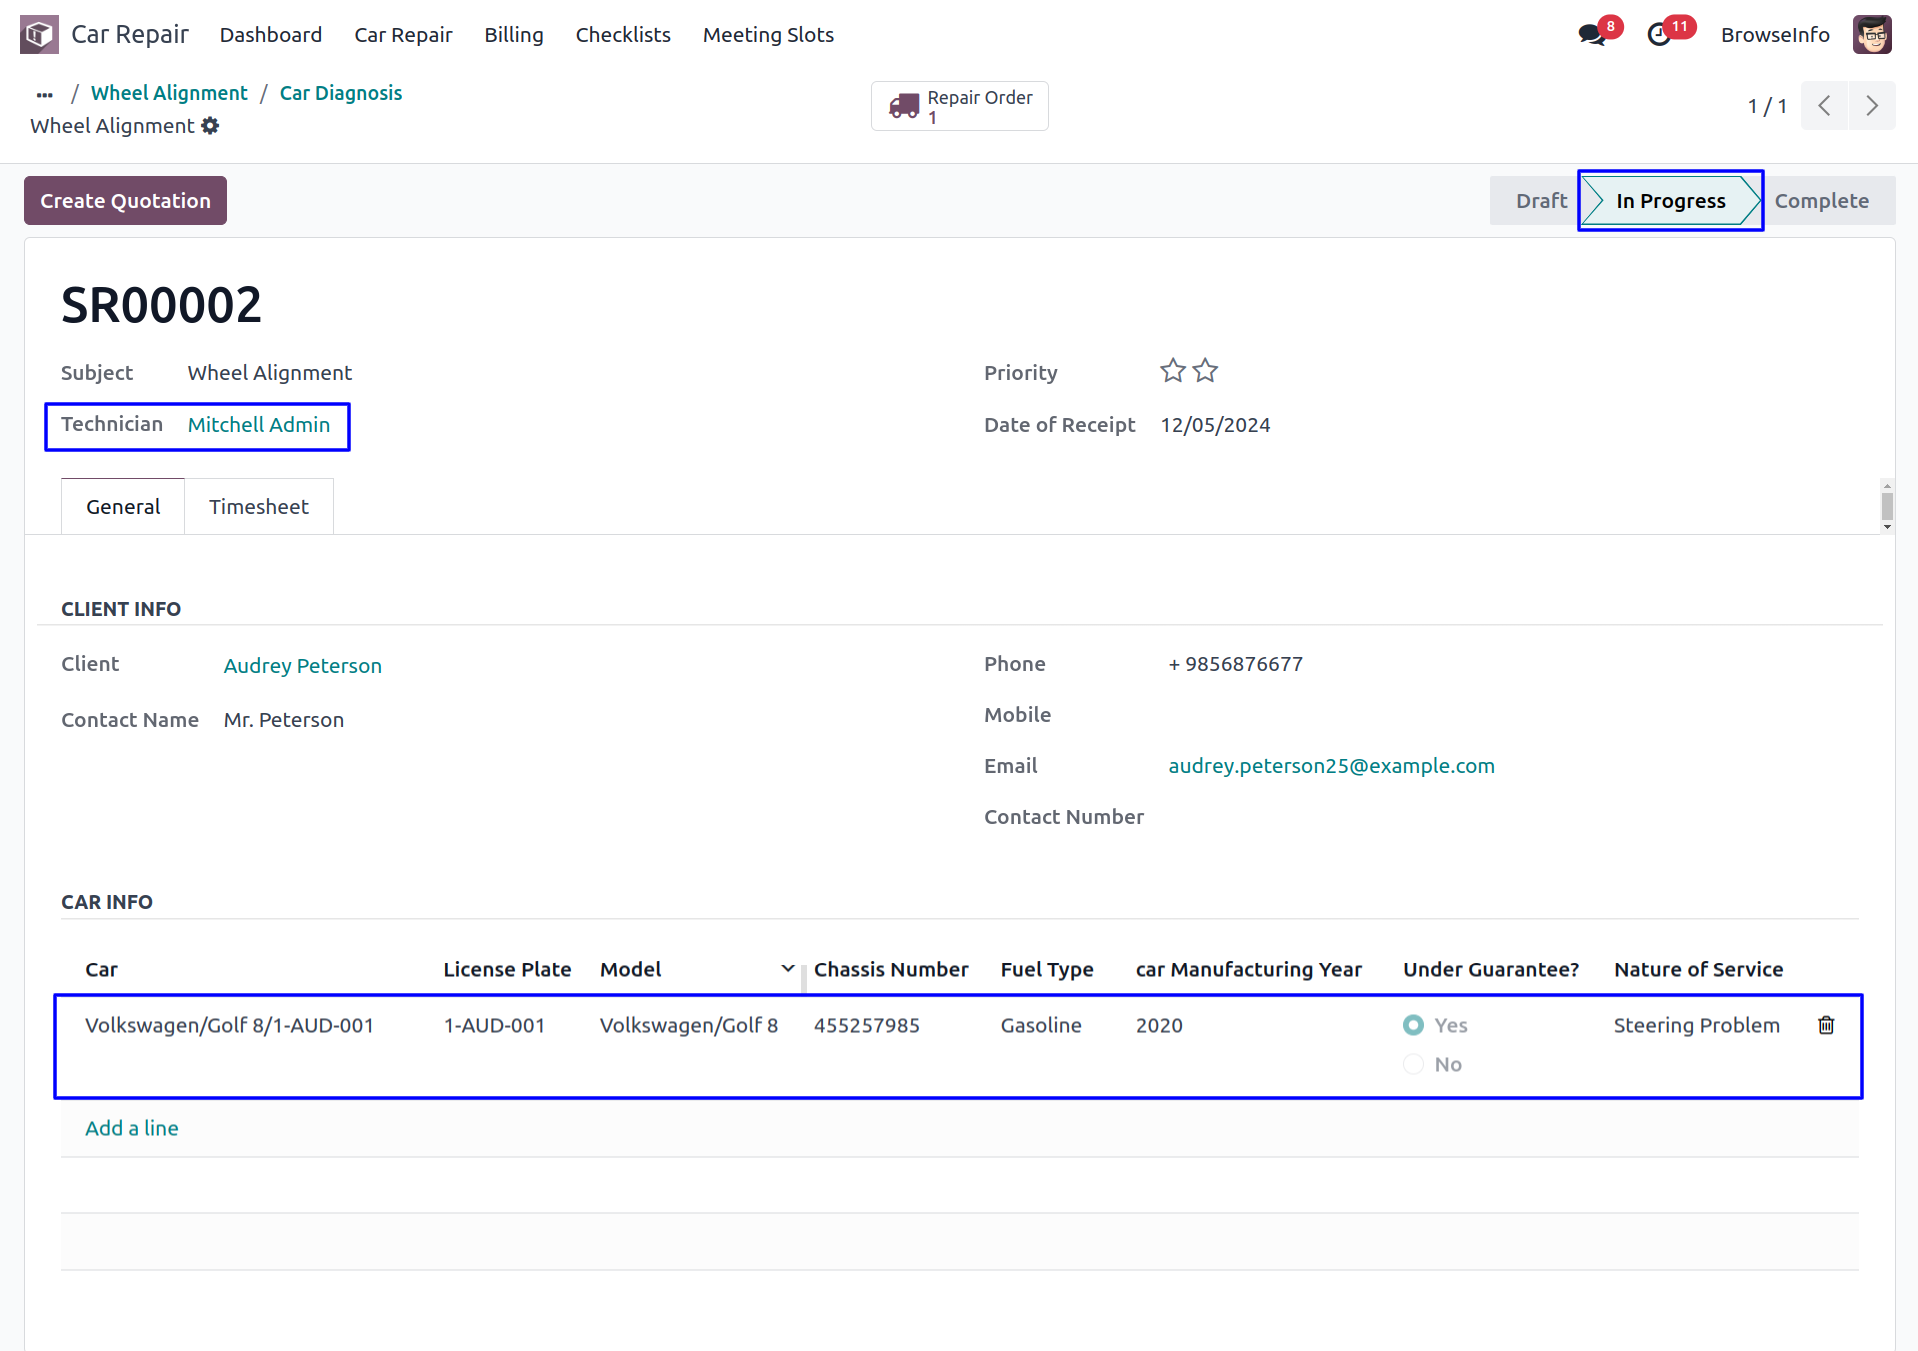 Car Repair Dashboard Car Repair Billing Checklists Meeting Slots 8 11 BrowseInfo
... / Wheel Alignment / Car Diagnosis
Wheel Alignment
Repair Order
1
1 / 1
Create Quotation
Draft In Progress Complete
SR00002
Subject Wheel Alignment
Priority
Technician Mitchell Admin
Date of Receipt 12/05/2024
General Timesheet
CLIENT INFO
Client Audrey Peterson
Phone + 9856876677
Contact Name Mr. Peterson
Mobile
Email audrey.peterson25@example.com
Contact Number
CAR INFO
Car License Plate Model Chassis Number Fuel Type car Manufacturing Year Under Guarantee? Nature of Service
Volkswagen/Golf 8/1-AUD-001 1-AUD-001 Volkswagen/Golf 8 455257985 Gasoline 2020 Yes Steering Problem
No
Add a line